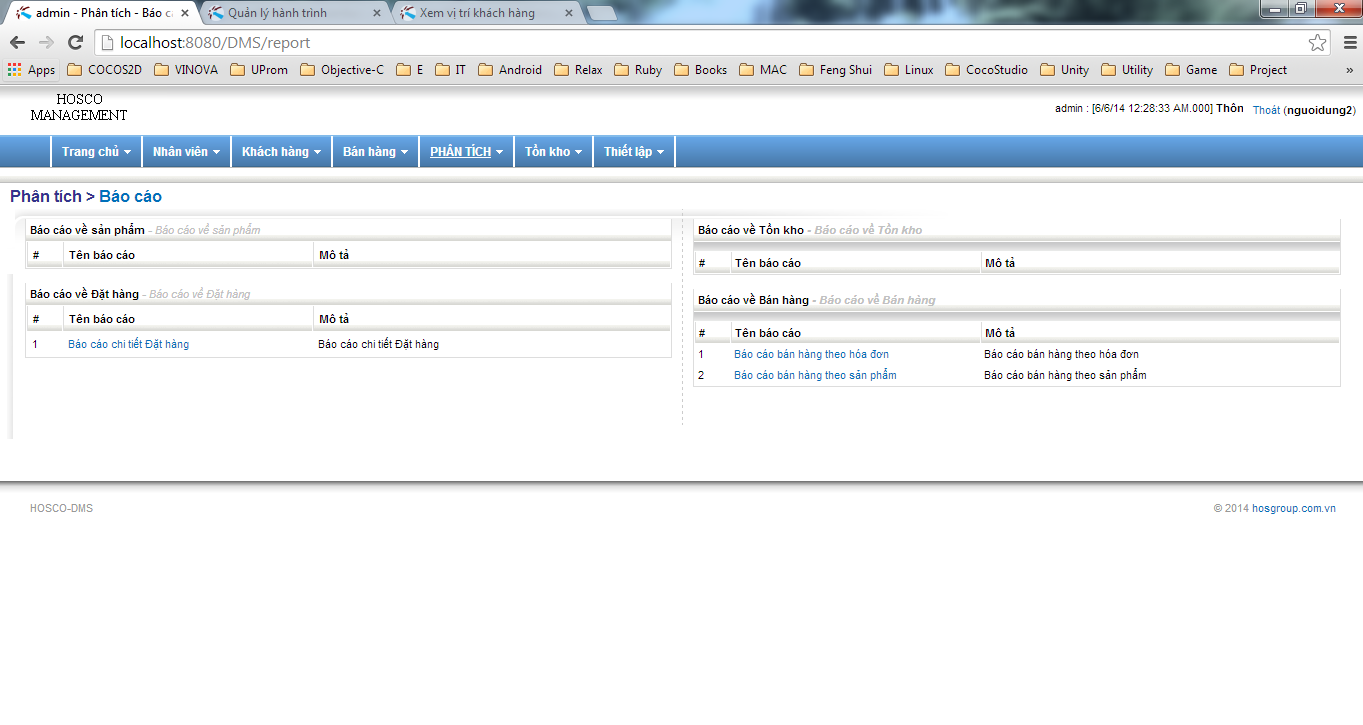 admin - Phân tích - Báo c
Quản lý hành trình
Xem vị trí khách hàng
localhost:8080/DMS/report
Apps COCOS2D VINOVA UProm Objective-C E IT Android Relax Ruby Books MAC Feng Shui Linux CocoStudio Unity Utility Game Project »
HOSCO
MANAGEMENT
admin : [6/6/14 12:28:33 AM.000] Thôn Thoát (nguoidung2)
Trang chủ Nhân viên Khách hàng Bán hàng PHÂN TÍCH Tồn kho Thiết lập
Phân tích > Báo cáo
Báo cáo về sản phẩm - Báo cáo về sản phẩm
# Tên báo cáo Mô tả
Báo cáo về Đặt hàng - Báo cáo về Đặt hàng
# Tên báo cáo Mô tả
1 Báo cáo chi tiết Đặt hàng Báo cáo chi tiết Đặt hàng
Báo cáo về Tồn kho - Báo cáo về Tồn kho
# Tên báo cáo Mô tả
Báo cáo về Bán hàng - Báo cáo về Bán hàng
# Tên báo cáo Mô tả
1 Báo cáo bán hàng theo hóa đơn Báo cáo bán hàng theo hóa đơn
2 Báo cáo bán hàng theo sản phẩm Báo cáo bán hàng theo sản phẩm
HOSCO-DMS
© 2014 hosgroup.com.vn